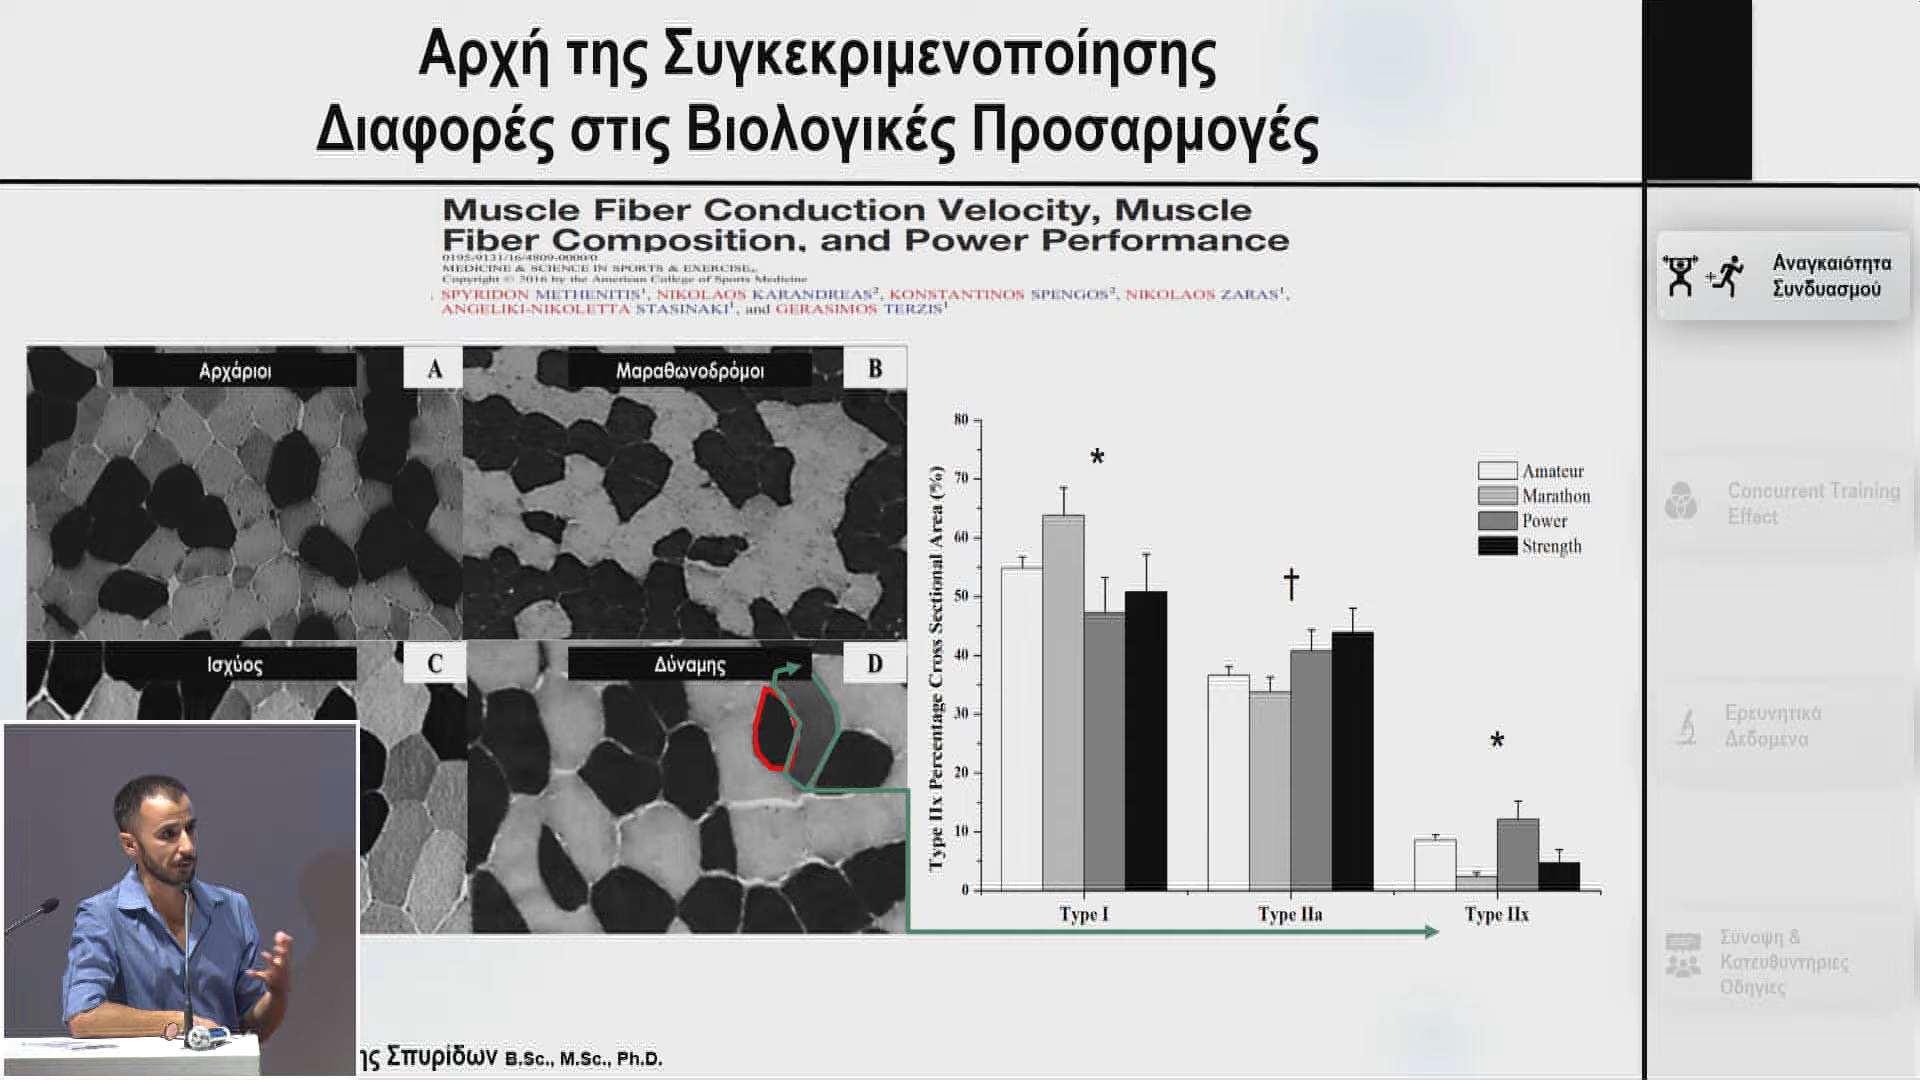 Αρχή της Συγκεκριμενοποίησης
Διαφορές στις Βιολογικές Προσαρμογές
Muscle Fiber Conduction Velocity, Muscle
Fiber Composition, and Power Performance
0195-9131/16/4809-0000/0
MEDICINE & SCIENCE IN SPORTS & EXERCISE®
Copyright © 2016 by the American College of Sports Medicine
SPYRIDON METHENITIS¹, NIKOLAOS KARANDREAS², KONSTANTINOS SPENGOS², NIKOLAOS ZARAS¹,
ANGELIKI-NIKOLETTA STASINAKI¹, and GERASIMOS TERZIS¹
Αρχάριοι
A
Μαραθωνοδρόμοι
B
Ισχύος
C
Δύναμης
D
Type IIx Percentage Cross Sectional Area (%)
80
70
60
50
40
30
20
10
0
*
†
*
Amateur
Marathon
Power
Strength
Type I
Type IIa
Type IIx
+
Αναγκαιότητα
Συνδυασμού
Concurrent Training
Effect
Ερευνητικά
Δεδομένα
Σύνοψη &
Κατευθυντήριες
Οδηγίες
ης Σπυρίδων B.Sc., M.Sc., Ph.D.